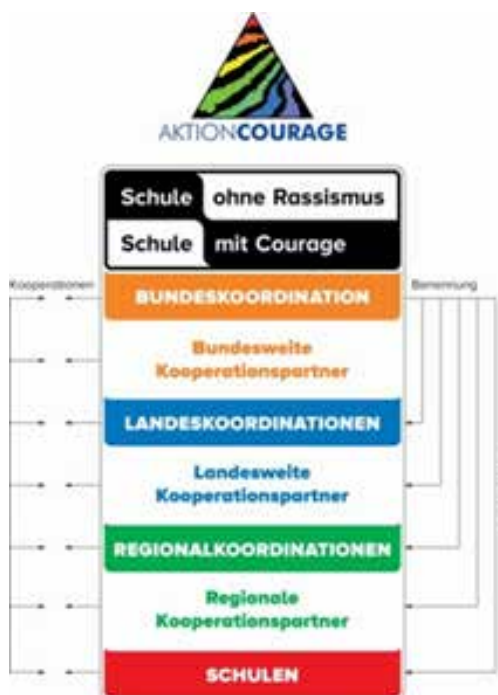 AKTIONCOURAGE
Schule ohne Rassismus
Schule mit Courage
Kooperationen
BUNDESKOORDINATION
Benennung
Bundesweite
Kooperationspartner
LANDESKOORDINATIONEN
Landesweite
Kooperationspartner
REGIONALKOORDINATIONEN
Regionale
Kooperationspartner
SCHULEN